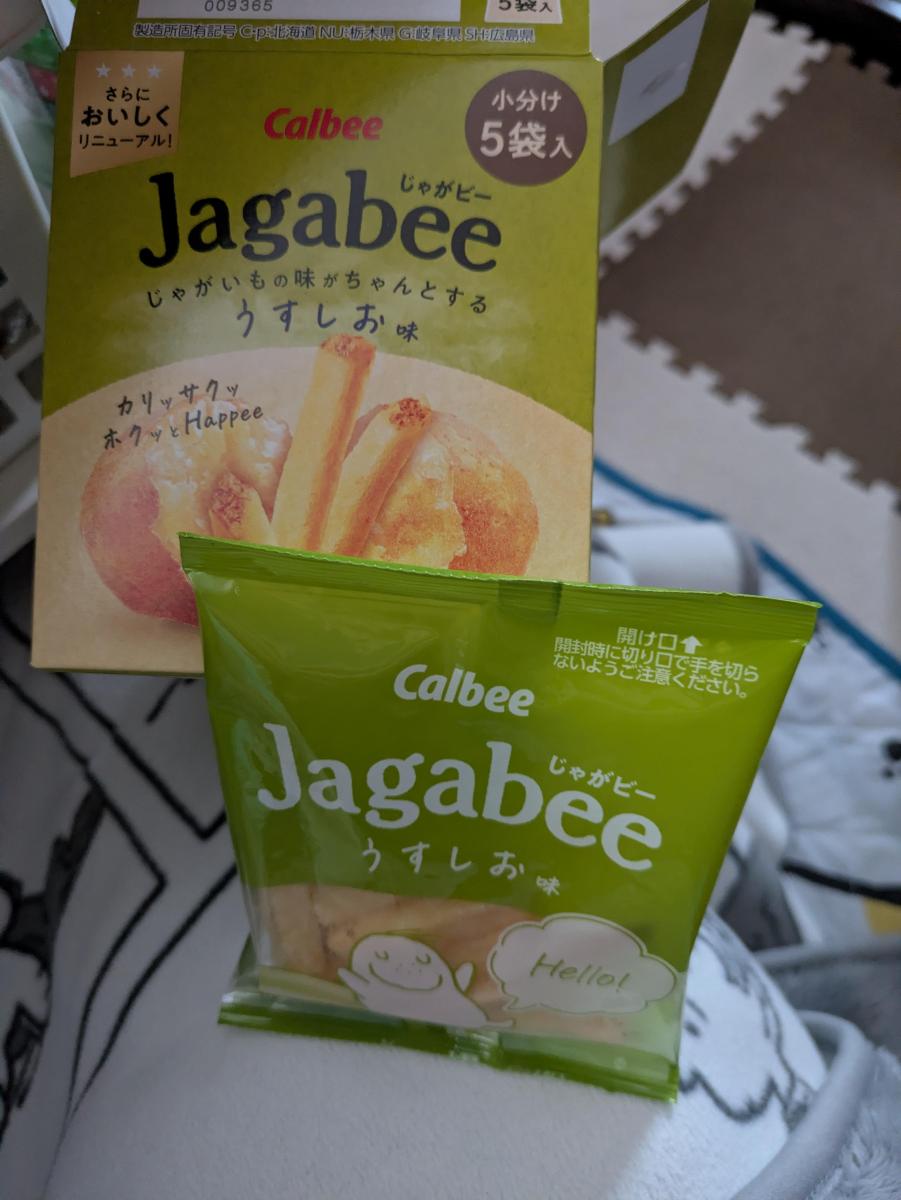 009365
5袋入
製造所固有記号 C-p:北海道 NU:栃木県 G:岐阜県 SH:広島県
さらに
おいしく
リニューアル!
Calbee
小分け
5袋入
じゃがビー
Jagabee
じゃがいもの味がちゃんとする
うすしお味
カリッサクッ
ホクッとHappee
開け口↑
開封時に切り口で手を切ら
ないようご注意ください。
Calbee
じゃがビー
Jagabee
うすしお味
Hello!